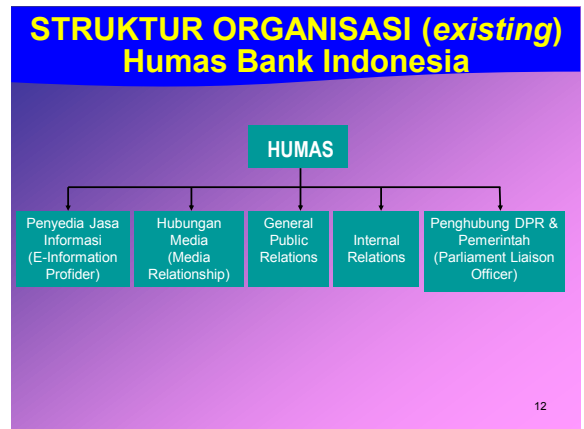 STRUKTUR ORGANISASI (existing)
Humas Bank Indonesia
HUMAS
Penyedia Jasa
Informasi
(E-Information
Profider)
Hubungan
Media
(Media
Relationship)
General
Public
Relations
Internal
Relations
Penghubung DPR &
Pemerintah
(Parliament Liaison
Officer)
12